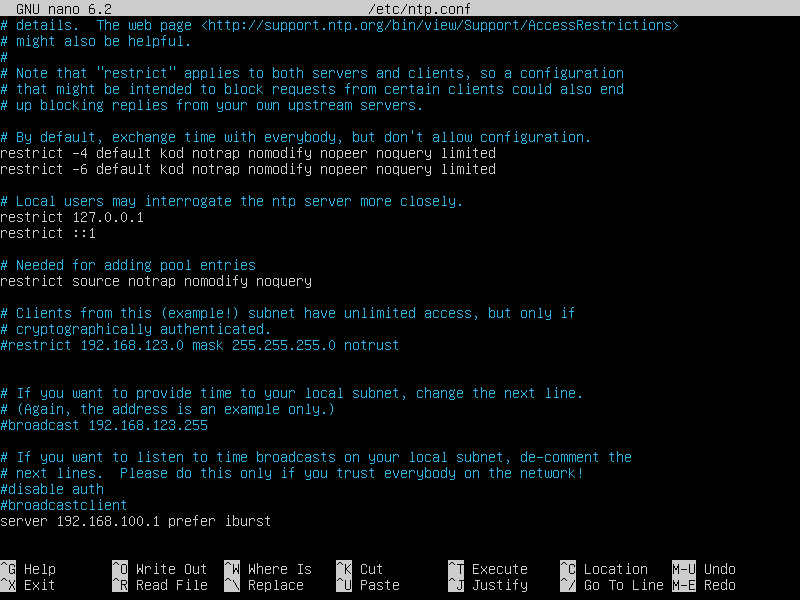 GNU nano 6.2 /etc/ntp.conf
# details.  The web page <http://support.ntp.org/bin/view/Support/AccessRestrictions>
# might also be helpful.
#
# Note that "restrict" applies to both servers and clients, so a configuration
# that might be intended to block requests from certain clients could also end
# up blocking replies from your own upstream servers.
# By default, exchange time with everybody, but don't allow configuration.
restrict -4 default kod notrap nomodify nopeer noquery limited
restrict -6 default kod notrap nomodify nopeer noquery limited
# Local users may interrogate the ntp server more closely.
restrict 127.0.0.1
restrict ::1
# Needed for adding pool entries
restrict source notrap nomodify noquery
# Clients from this (example!) subnet have unlimited access, but only if
# cryptographically authenticated.
#restrict 192.168.123.0 mask 255.255.255.0 notrust
# If you want to provide time to your local subnet, change the next line.
# (Again, the address is an example only.)
#broadcast 192.168.123.255
# If you want to listen to time broadcasts on your local subnet, de-comment the
# next lines.  Please do this only if you trust everybody on the network!
#disable auth
#broadcastclient
server 192.168.100.1 prefer iburst
^G Help ^O Write Out ^W Where Is ^K Cut ^T Execute ^C Location M-U Undo
^X Exit ^R Read File ^\ Replace ^U Paste ^J Justify ^/ Go To Line M-E Redo